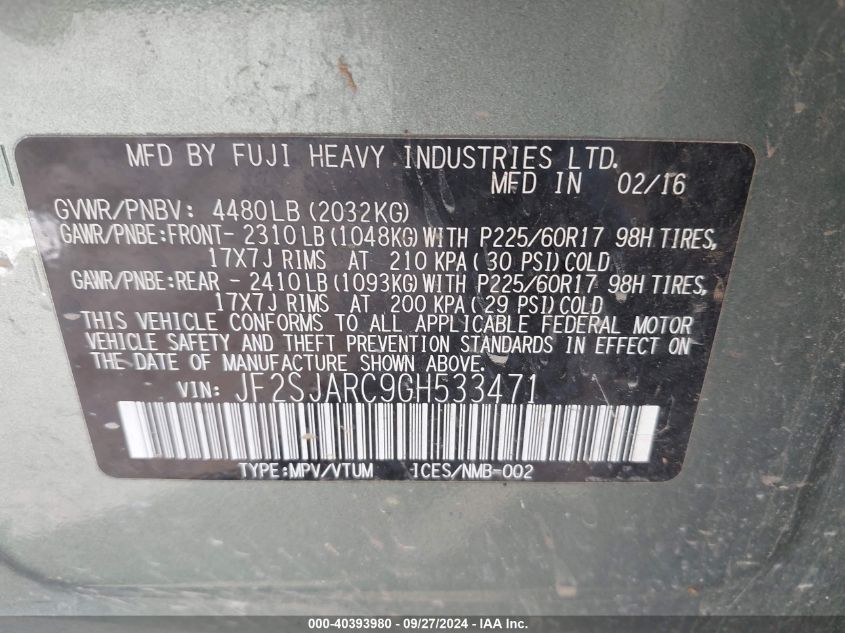 MFD BY FUJI HEAVY INDUSTRIES LTD.
MFD IN 02/16
GVWR/PNBV: 4480LB(2032KG)
GAWR/PNBE:FRONT- 2310LB(1048KG)WITH P225/60R17 98H TIRES,
17X7J RIMS AT 210 KPA(30 PSI)COLD
GAWR/PNBE:REAR - 2410LB(1093KG)WITH P225/60R17 98H TIRES,
17X7J RIMS AT 200 KPA(29 PSI)COLD
THIS VEHICLE CONFORMS TO ALL APPLICABLE FEDERAL MOTOR
VEHICLE SAFETY AND THEFT PREVENTION STANDARDS IN EFFECT ON
THE DATE OF MANUFACTURE SHOWN ABOVE.
VIN: JF2SJARC9GH533471
TYPE:MPV/VTUM ICES/NMB-002
000-40393980 - 09/27/2024 - IAA Inc.